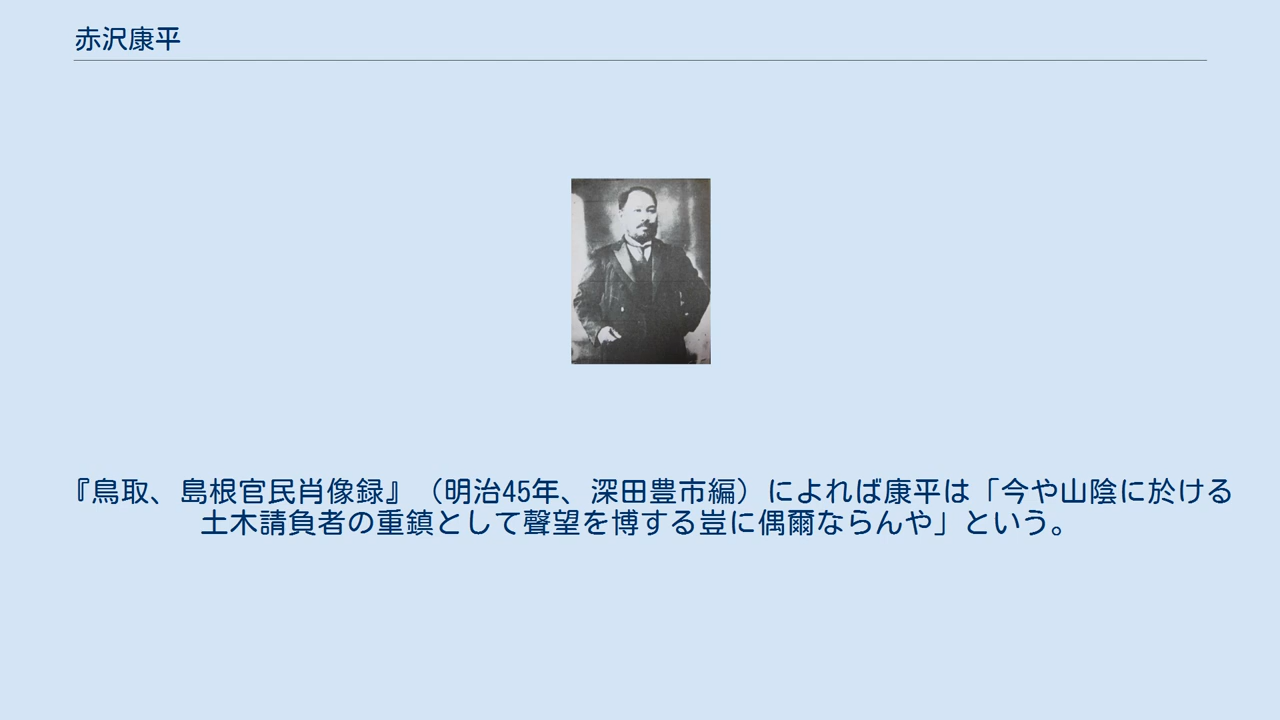 赤沢康平
『鳥取、島根官民肖像録』（明治45年、深田豊市編）によれば康平は「今や山陰に於ける
土木請負者の重鎮として聲望を博する豈に偶爾ならんや」という。